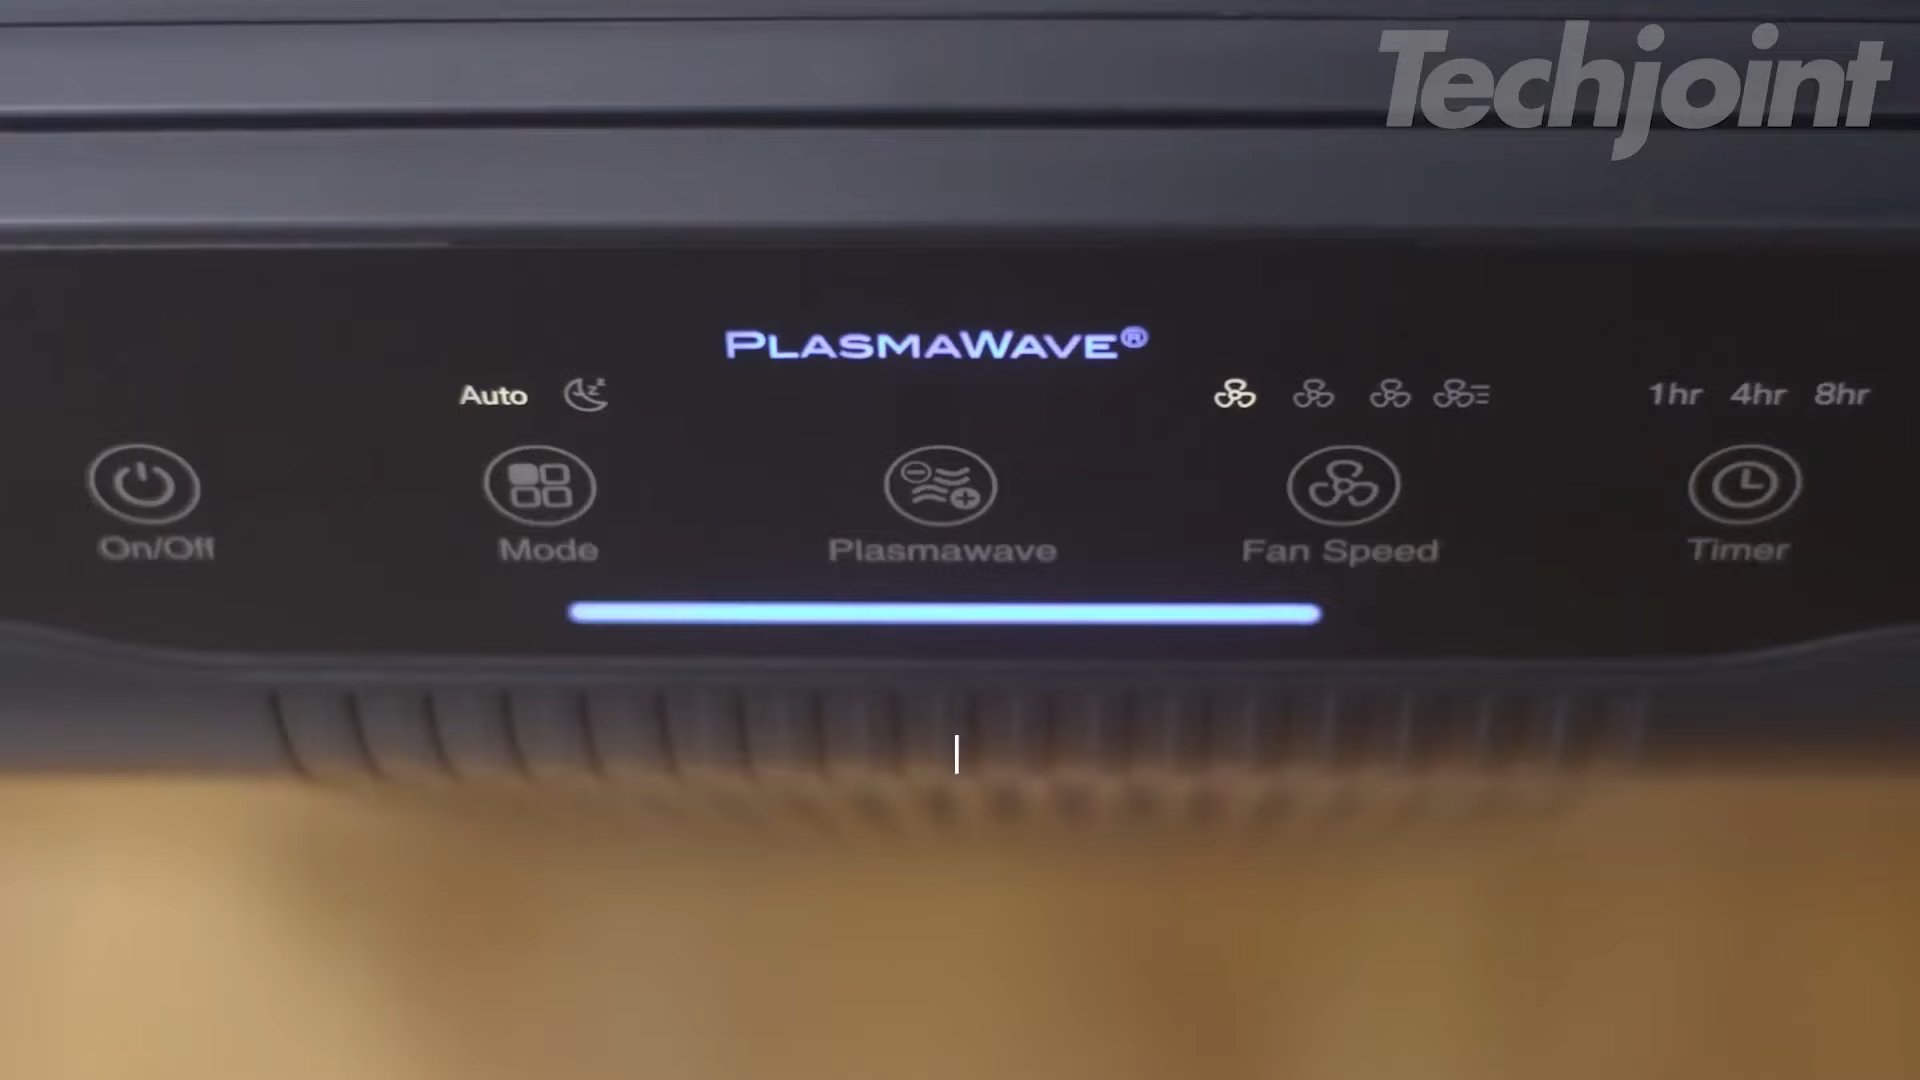 Techjoint
PLASMAWAVE®
Auto
1hr 4hr 8hr
On/Off
Mode
Plasmawave
Fan Speed
Timer